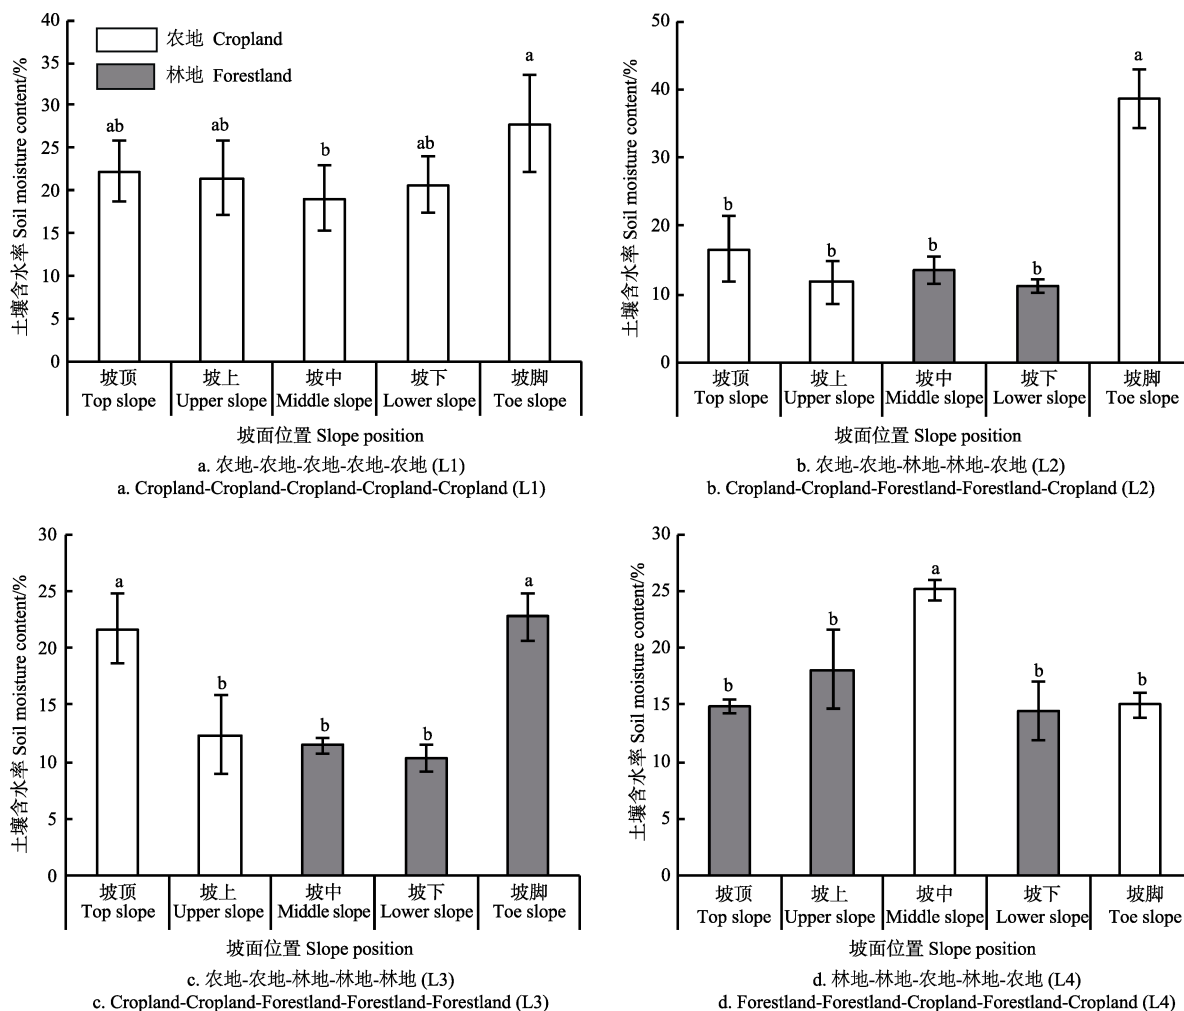 土壤含水率 Soil moisture content/%
40
35
30
25
20
15
10
5
0
农地 Cropland
林地 Forestland
ab
ab
b
ab
a
坡顶 坡上 坡中 坡下 坡脚
Top slope Upper slope Middle slope Lower slope Toe slope
坡面位置 Slope position
a. 农地-农地-农地-农地-农地 (L1)
a. Cropland-Cropland-Cropland-Cropland-Cropland (L1)
土壤含水率 Soil moisture content/%
50
40
30
20
10
0
b
b
b
b
a
坡顶 坡上 坡中 坡下 坡脚
Top slope Upper slope Middle slope Lower slope Toe slope
坡面位置 Slope position
b. 农地-农地-林地-林地-农地 (L2)
b. Cropland-Cropland-Forestland-Forestland-Cropland (L2)
土壤含水率 Soil moisture content/%
30
25
20
15
10
5
0
a
b
b
b
a
坡顶 坡上 坡中 坡下 坡脚
Top slope Upper slope Middle slope Lower slope Toe slope
坡面位置 Slope position
c. 农地-农地-林地-林地-林地 (L3)
c. Cropland-Cropland-Forestland-Forestland-Forestland (L3)
土壤含水率 Soil moisture content/%
30
25
20
15
10
5
0
b
b
a
b
b
坡顶 坡上 坡中 坡下 坡脚
Top slope Upper slope Middle slope Lower slope Toe slope
坡面位置 Slope position
d. 林地-林地-农地-林地-农地 (L4)
d. Forestland-Forestland-Cropland-Forestland-Cropland (L4)